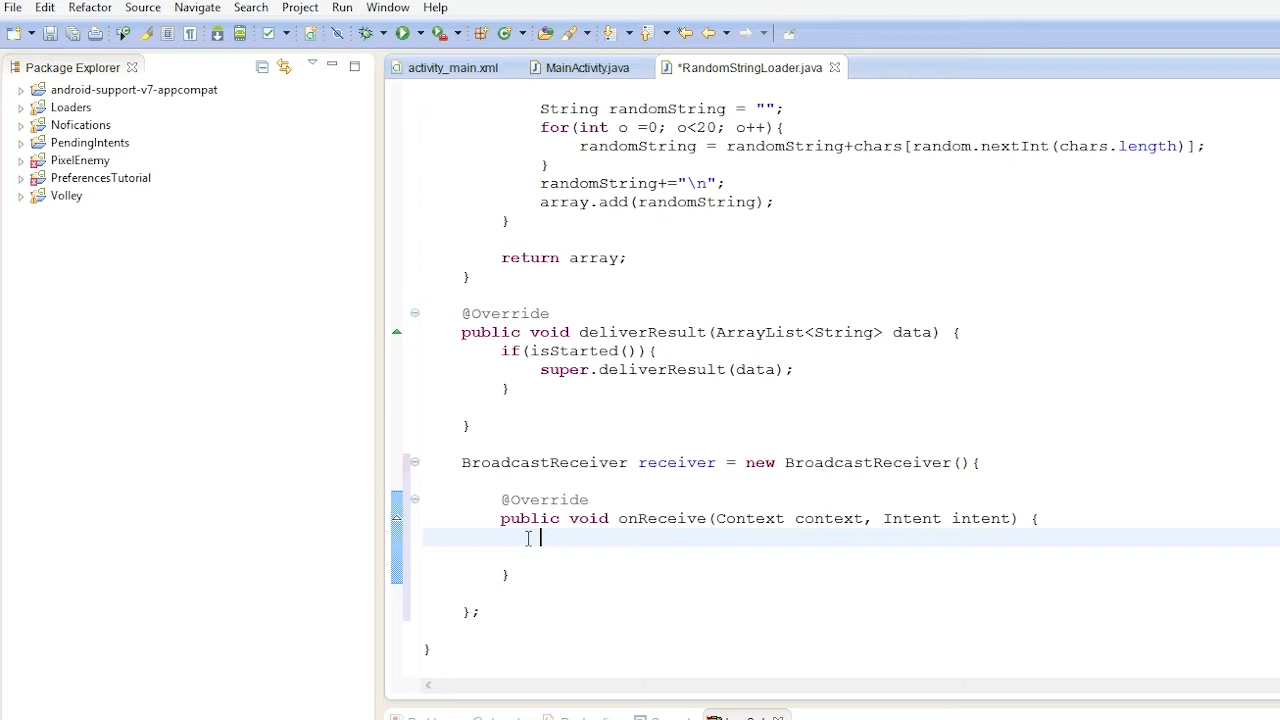 File Edit Refactor Source Navigate Search Project Run Window Help
Package Explorer
activity_main.xml MainActivity.java *RandomStringLoader.java
android-support-v7-appcompat
Loaders
Nofications
PendingIntents
PixelEnemy
PreferencesTutorial
Volley
String randomString = "";
for(int o =0; o<20; o++){
randomString = randomString+chars[random.nextInt(chars.length)];
}
randomString+="\n";
array.add(randomString);
}
return array;
}
@Override
public void deliverResult(ArrayList<String> data) {
if(isStarted()){
super.deliverResult(data);
}
}
BroadcastReceiver receiver = new BroadcastReceiver(){
@Override
public void onReceive(Context context, Intent intent) {
}
};
}